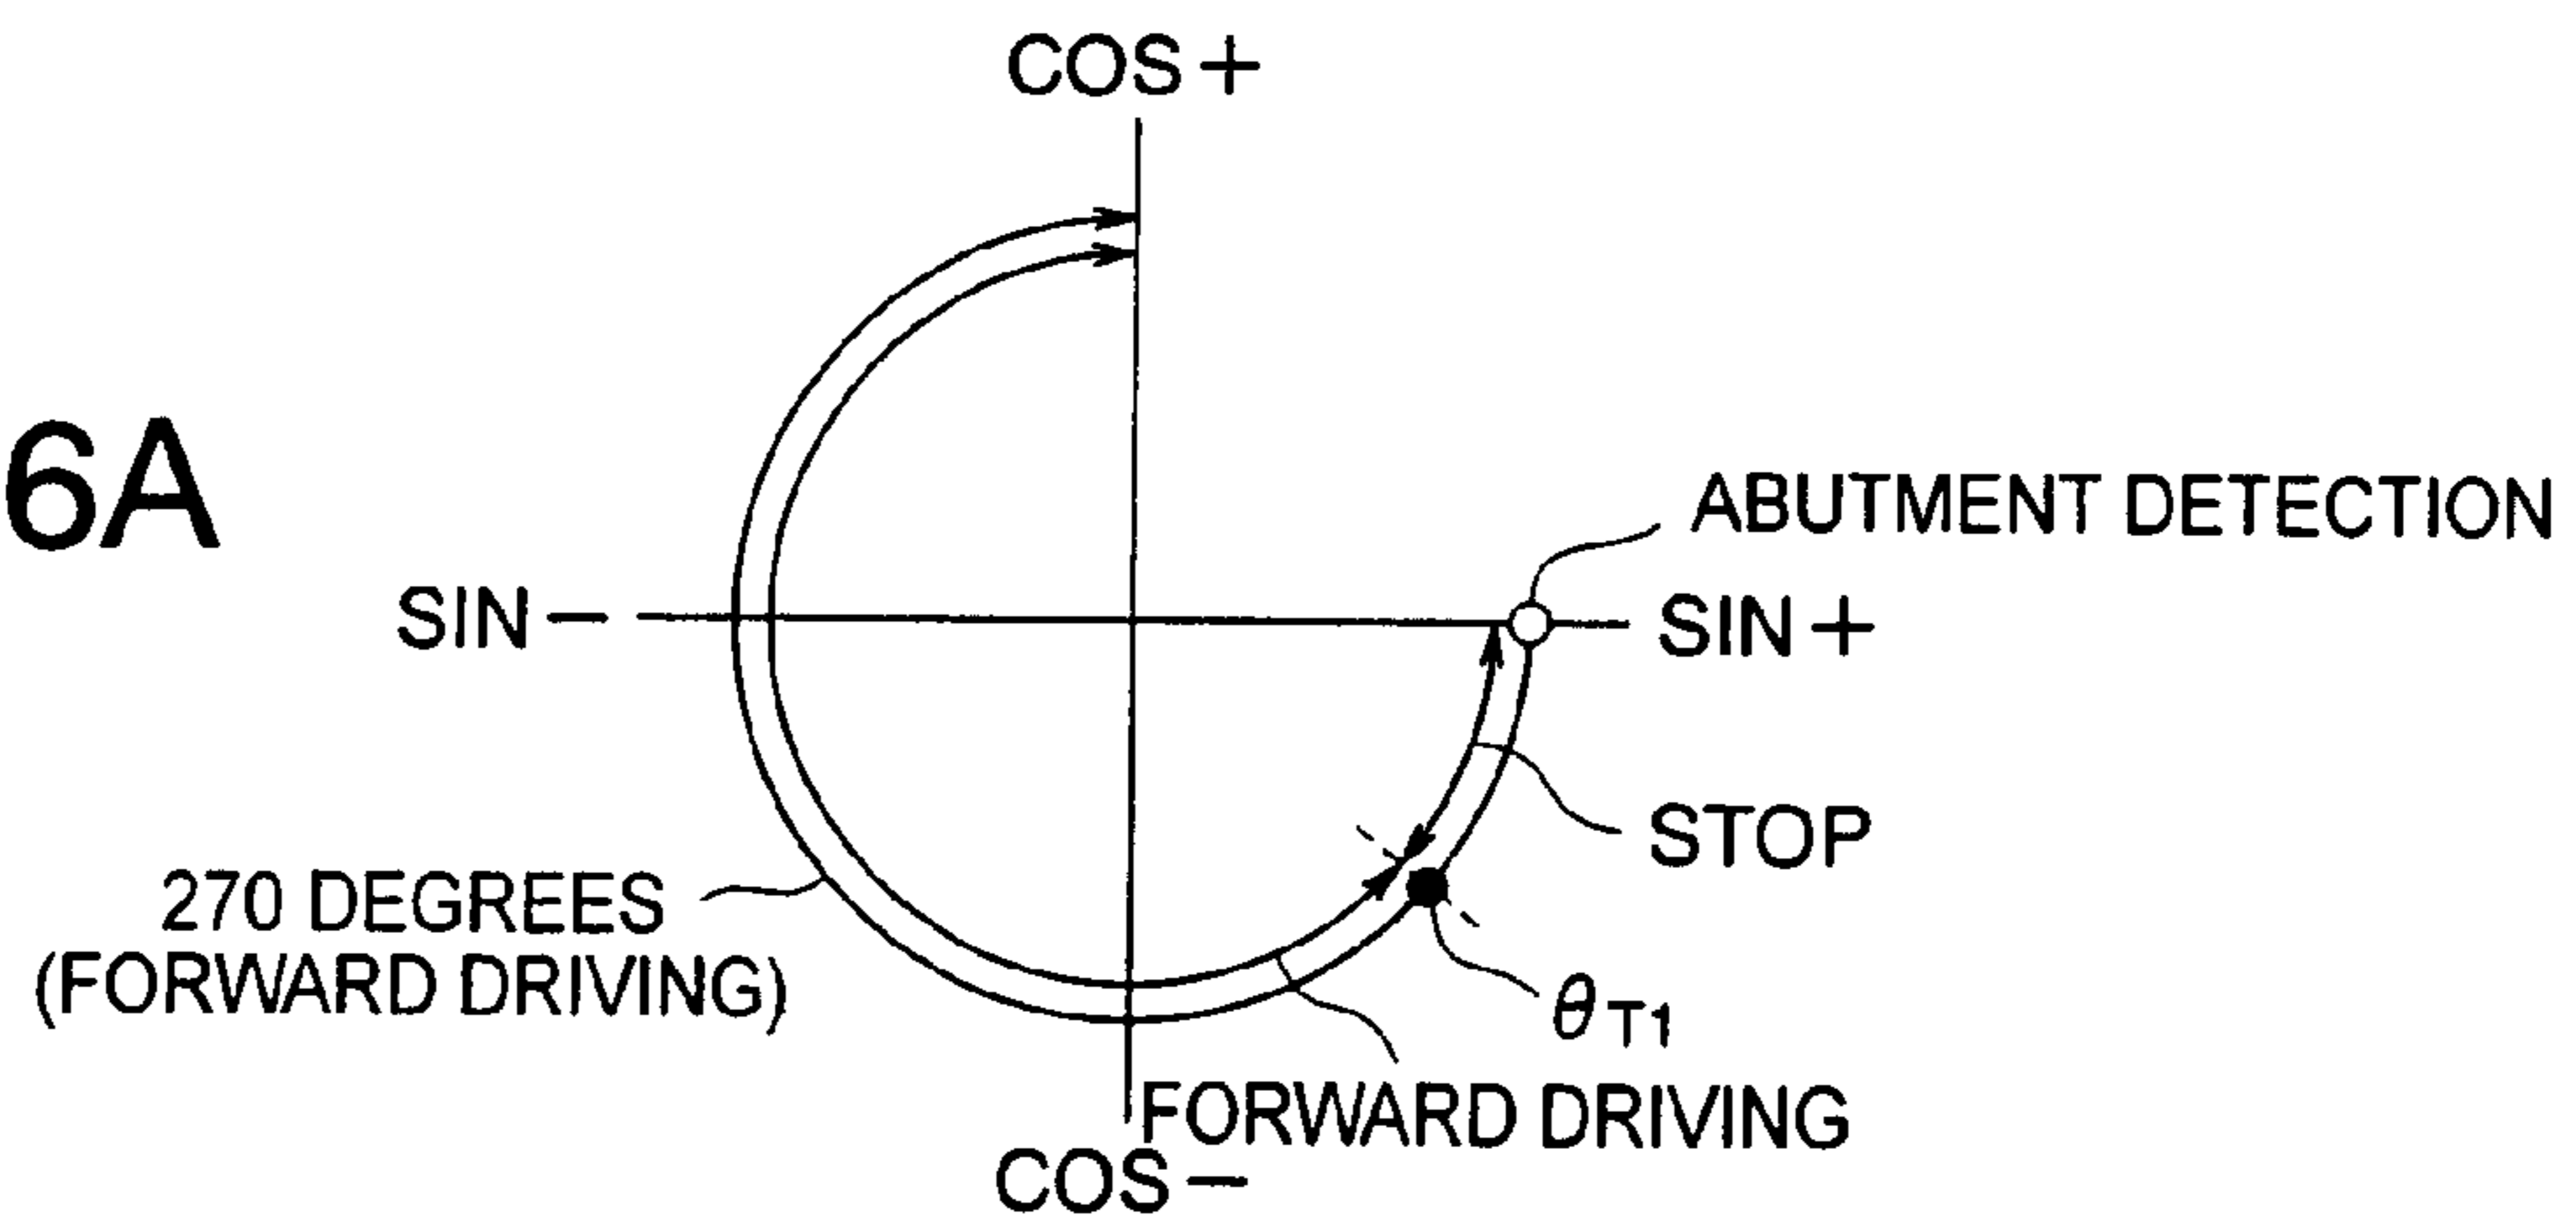 COS+
6A
ABUTMENT DETECTION
SIN−
SIN+
STOP
270 DEGREES
(FORWARD DRIVING)
θT1
FORWARD DRIVING
COS−